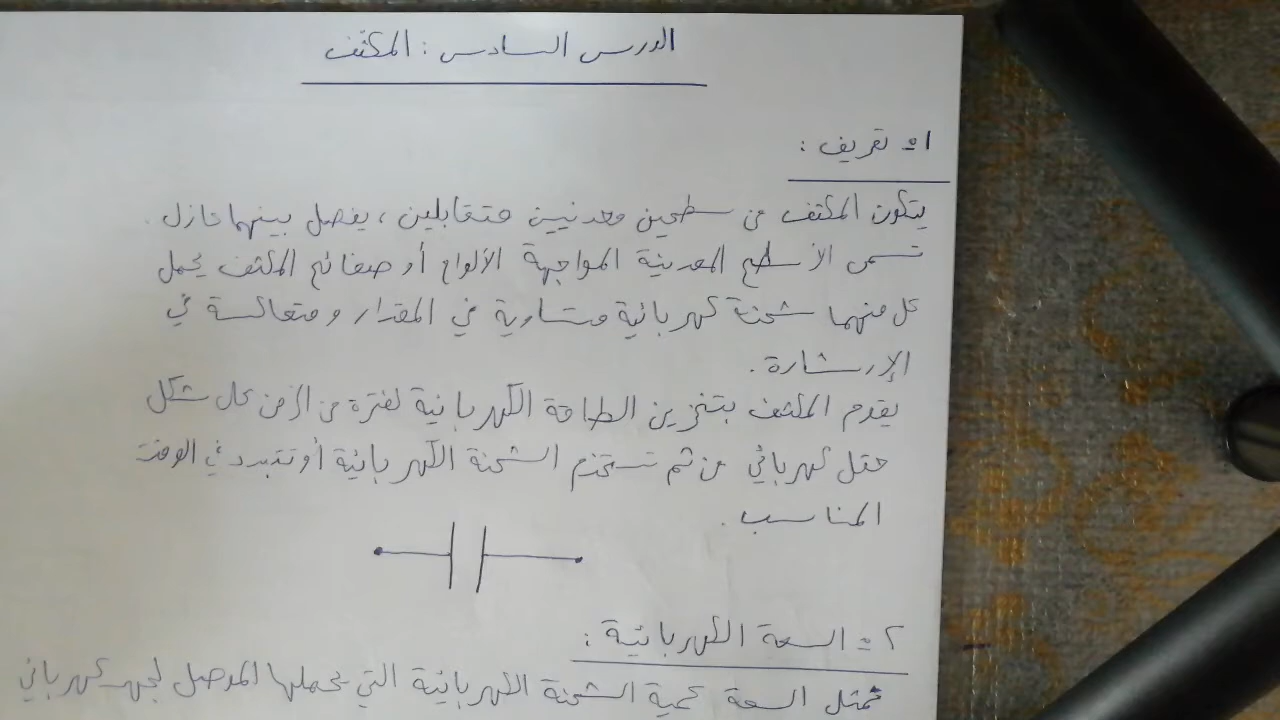 الدرس السادس : المكثف
1= تعريف :
يتكون المكثف من سطحين معدنيين متقابلين ، يفصل بينهما عازل .
تسمى الأسطح المعدنية المواجهة الألواح أو صفائح المكثف يحمل
كل منهما شحنة كهربائية متساوية في المقدار و متعاكسة في
الإرشارة .
يقوم المكثف بتخزين الطاقة الكهربائية لفترة من الزمن على شكل
حقل كهربائي من ثم تستخدم الشحنة الكهربائية أو تتبدد في الوقت
المناسب .
2= السعة الكهربائية :
تمثل السعة كمية الشحنة الكهربائية التي يحملها الموصل لجهد كهربائي